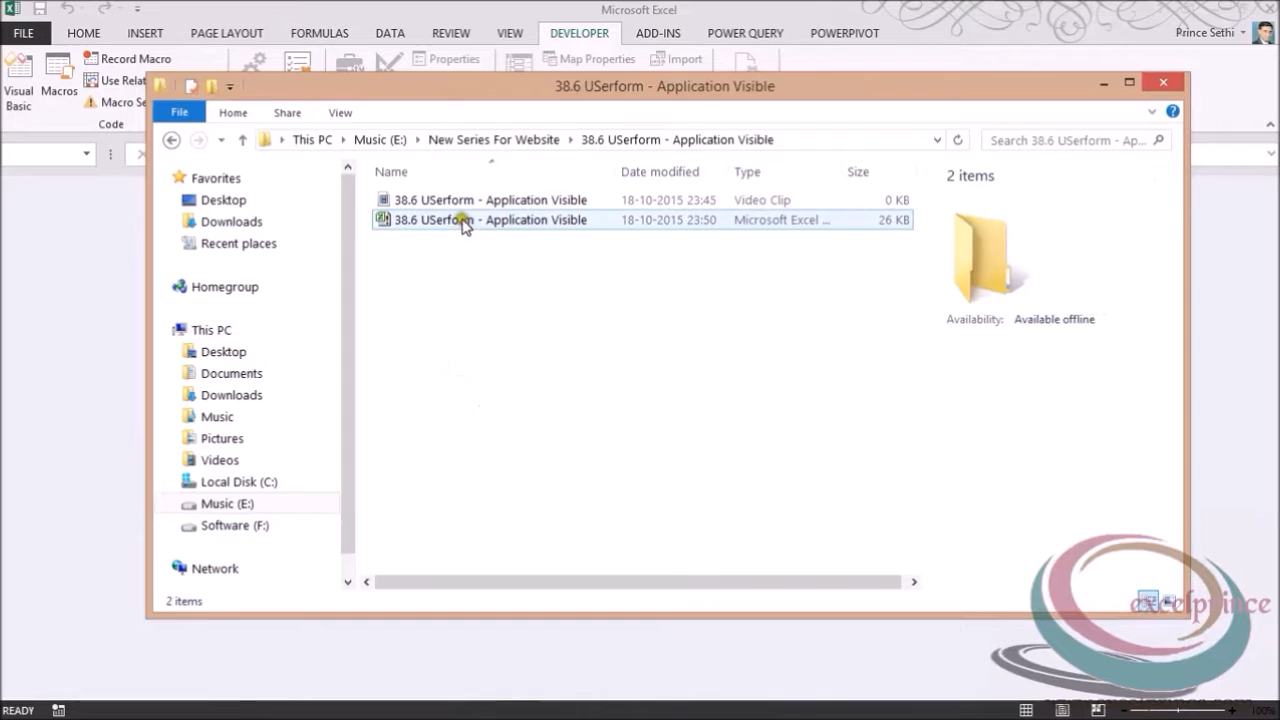 Microsoft Excel
FILE HOME INSERT PAGE LAYOUT FORMULAS DATA REVIEW VIEW DEVELOPER ADD-INS POWER QUERY POWERPIVOT Prince Sethi
Visual Basic
Macros
Record Macro
Use Relat
Macro Se
Code
Properties
Map Properties
Import
38.6 USerform - Application Visible
File Home Share View
This PC Music (E:) New Series For Website 38.6 USerform - Application Visible Search 38.6 USerform - Ap...
Favorites
Desktop
Downloads
Recent places
Homegroup
This PC
Desktop
Documents
Downloads
Music
Pictures
Videos
Local Disk (C:)
Music (E:)
Software (F:)
Network
Name Date modified Type Size
38.6 USerform - Application Visible 18-10-2015 23:45 Video Clip 0 KB
38.6 USerform - Application Visible 18-10-2015 23:50 Microsoft Excel ... 26 KB
2 items
Availability: Available offline
2 items
excelprince
READY
100%